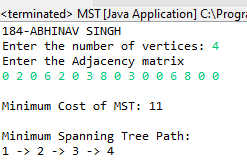 <terminated> MST [Java Application] C:\Progra
184-ABHINAV SINGH
Enter the number of vertices: 4
Enter the Adjacency matrix
0 2 0 6 2 0 3 8 0 3 0 0 6 8 0 0
Minimum Cost of MST: 11
Minimum Spanning Tree Path:
1 -> 2 -> 3 -> 4